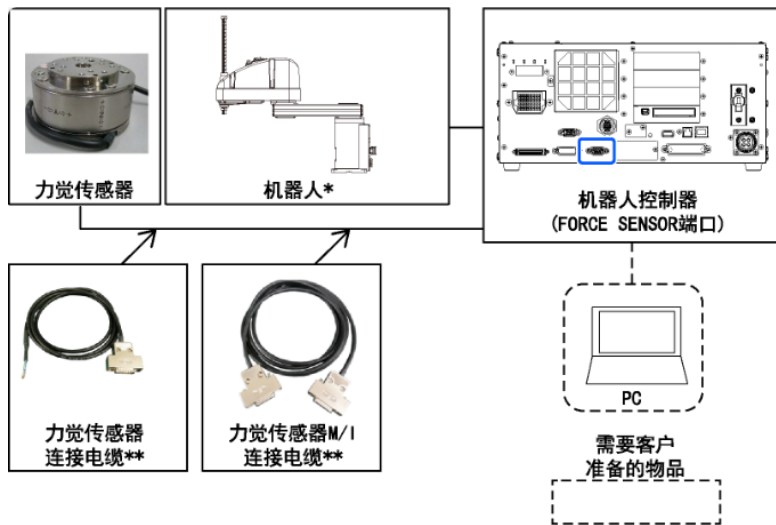 力觉传感器
机器人*
机器人控制器
(FORCE SENSOR端口)
力觉传感器
连接电缆**
力觉传感器M/I
连接电缆**
PC
需要客户
准备的物品